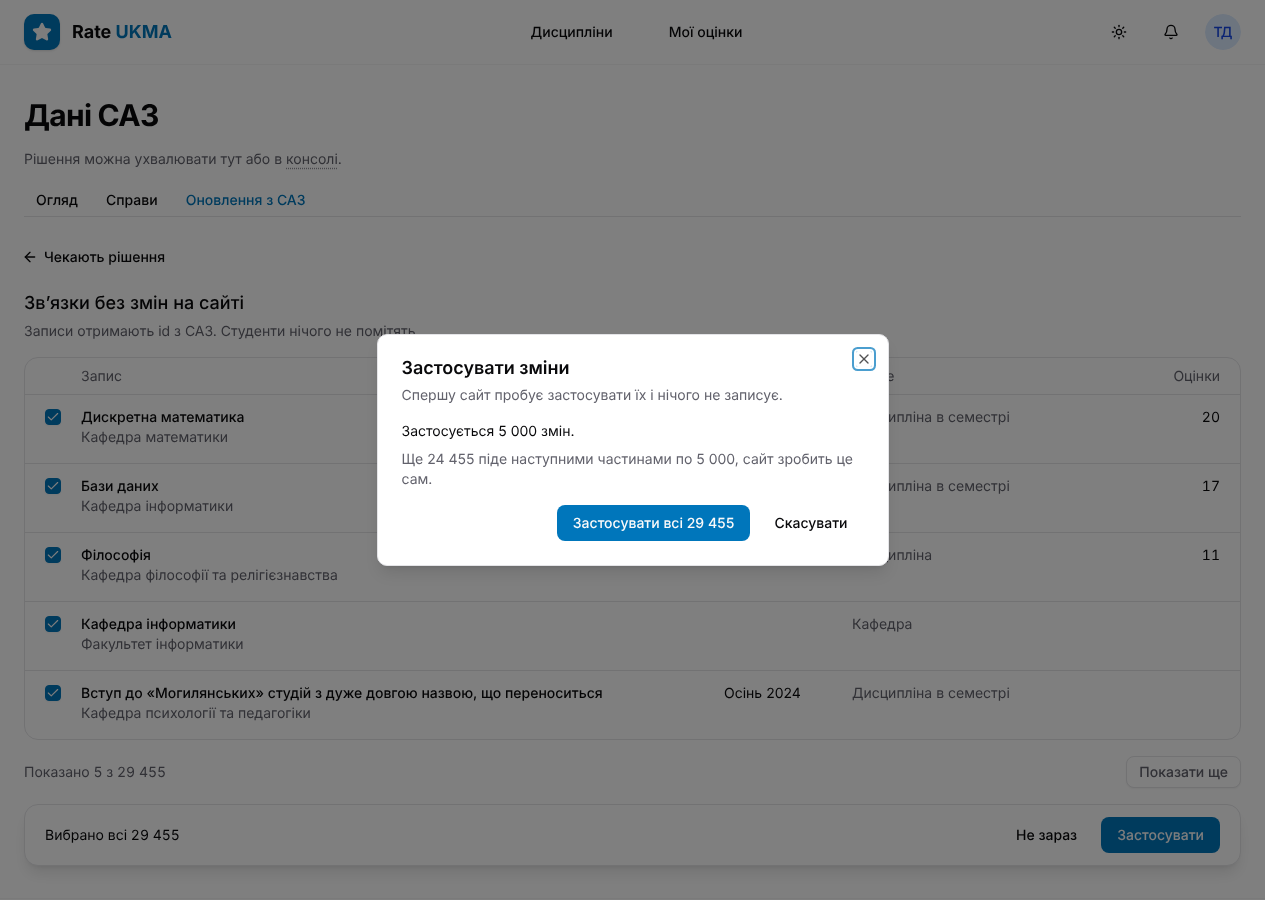 Rate UKMA
Дисципліни
Мої оцінки
ТД
Дані САЗ
Рішення можна ухвалювати тут або в консолі.
Огляд
Справи
Оновлення з САЗ
Чекають рішення
Зв’язки без змін на сайті
Записи отримають id з САЗ. Студенти нічого не помітять.
Запис
Оцінки
Дискретна математика
20
Кафедра математики
Бази даних
17
Кафедра інформатики
Філософія
11
Кафедра філософії та релігієзнавства
Кафедра інформатики
Кафедра
Факультет інформатики
Вступ до «Могилянських» студій з дуже довгою назвою, що переноситься
Осінь 2024
Дисципліна в семестрі
Кафедра психології та педагогіки
Застосувати зміни
Спершу сайт пробує застосувати їх і нічого не записує.
Застосується 5 000 змін.
Ще 24 455 піде наступними частинами по 5 000, сайт зробить це
сам.
Застосувати всі 29 455
Скасувати
Показано 5 з 29 455
Показати ще
Вибрано всі 29 455
Не зараз
Застосувати